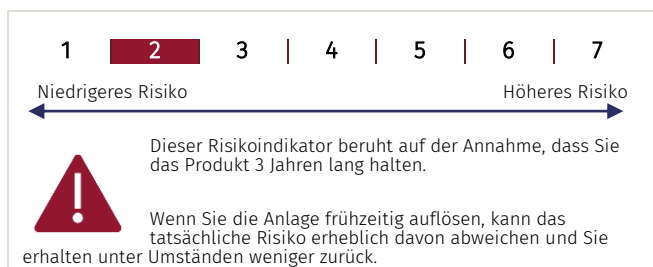 1 2 3 | 4 | 5 | 6 | 7
Niedrigeres Risiko Höheres Risiko
Dieser Risikoindikator beruht auf der Annahme, dass Sie
das Produkt 3 Jahren lang halten.
Wenn Sie die Anlage frühzeitig auflösen, kann das
tatsächliche Risiko erheblich davon abweichen und Sie
erhalten unter Umständen weniger zurück.